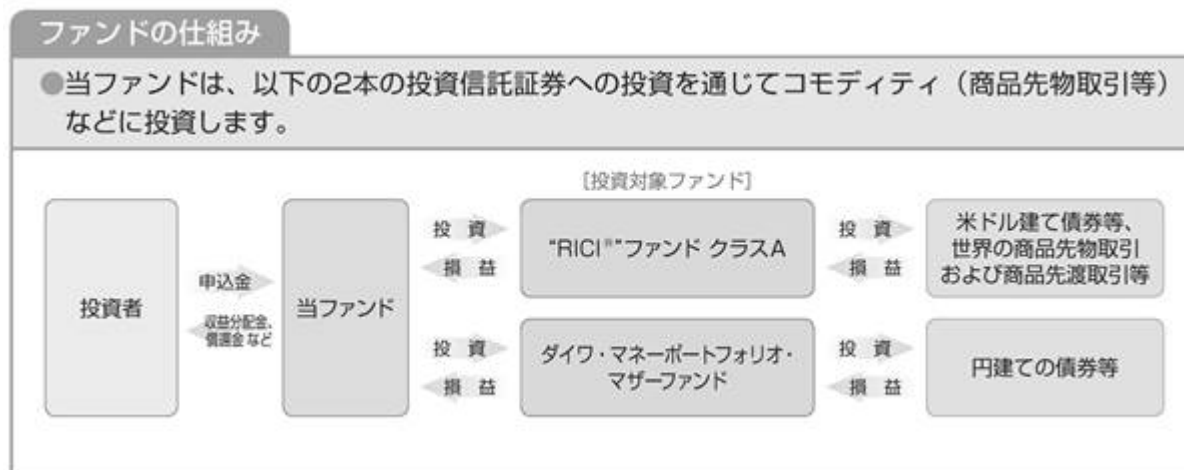 ファンドの仕組み
●当ファンドは、以下の2本の投資信託証券への投資を通じてコモディティ（商品先物取引等）
などに投資します。
［投資対象ファンド］
投資者
申込金
収益分配金、
償還金 など
当ファンド
投 資
損 益
“RICI®”ファンド クラスA
投 資
損 益
米ドル建て債券等、
世界の商品先物取引
および商品先渡取引等
投 資
損 益
ダイワ・マネーポートフォリオ・
マザーファンド
投 資
損 益
円建ての債券等